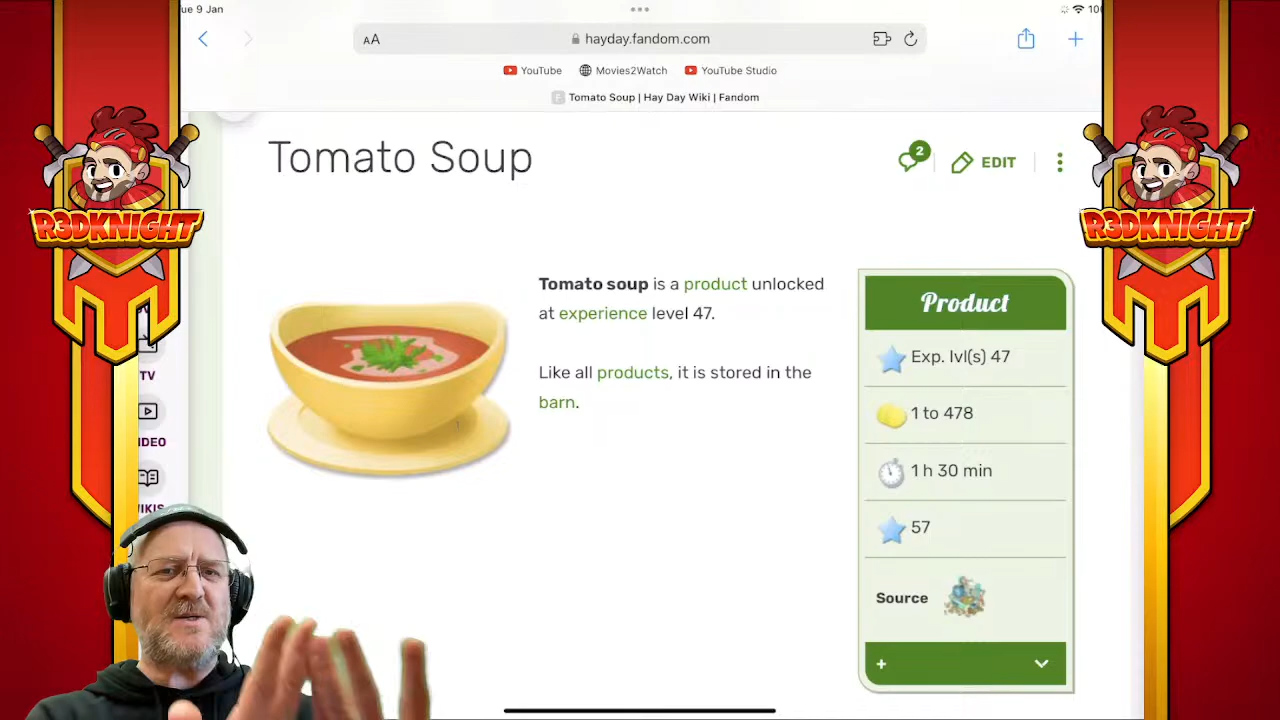 ue 9 Jan
100
AA
hayday.fandom.com
YouTube
Movies2Watch
YouTube Studio
Tomato Soup | Hay Day Wiki | Fandom
Tomato Soup
2
EDIT
R3DKNIGHT
R3DKNIGHT
Tomato soup is a product unlocked
at experience level 47.
Like all products, it is stored in the
barn.
Product
Exp. lvl(s) 47
1 to 478
1 h 30 min
57
Source
+
TV
IDEO
WIKIS